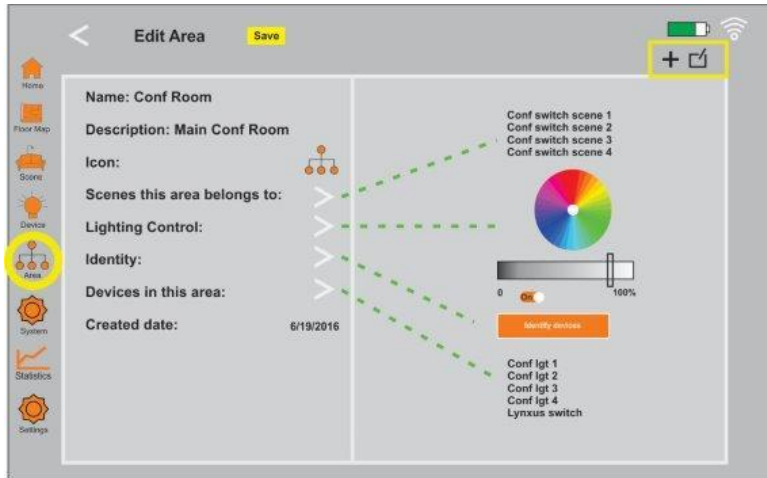 Edit Area
Save
Home
Floor Map
Scene
Device
Area
System
Statistics
Settings
Name: Conf Room
Description: Main Conf Room
Icon:
Scenes this area belongs to:
Lighting Control:
Identity:
Devices in this area:
Created date: 6/19/2016
Conf switch scene 1
Conf switch scene 2
Conf switch scene 3
Conf switch scene 4
0 On 100%
Identify devices
Conf lgt 1
Conf lgt 2
Conf lgt 3
Conf lgt 4
Lynxus switch